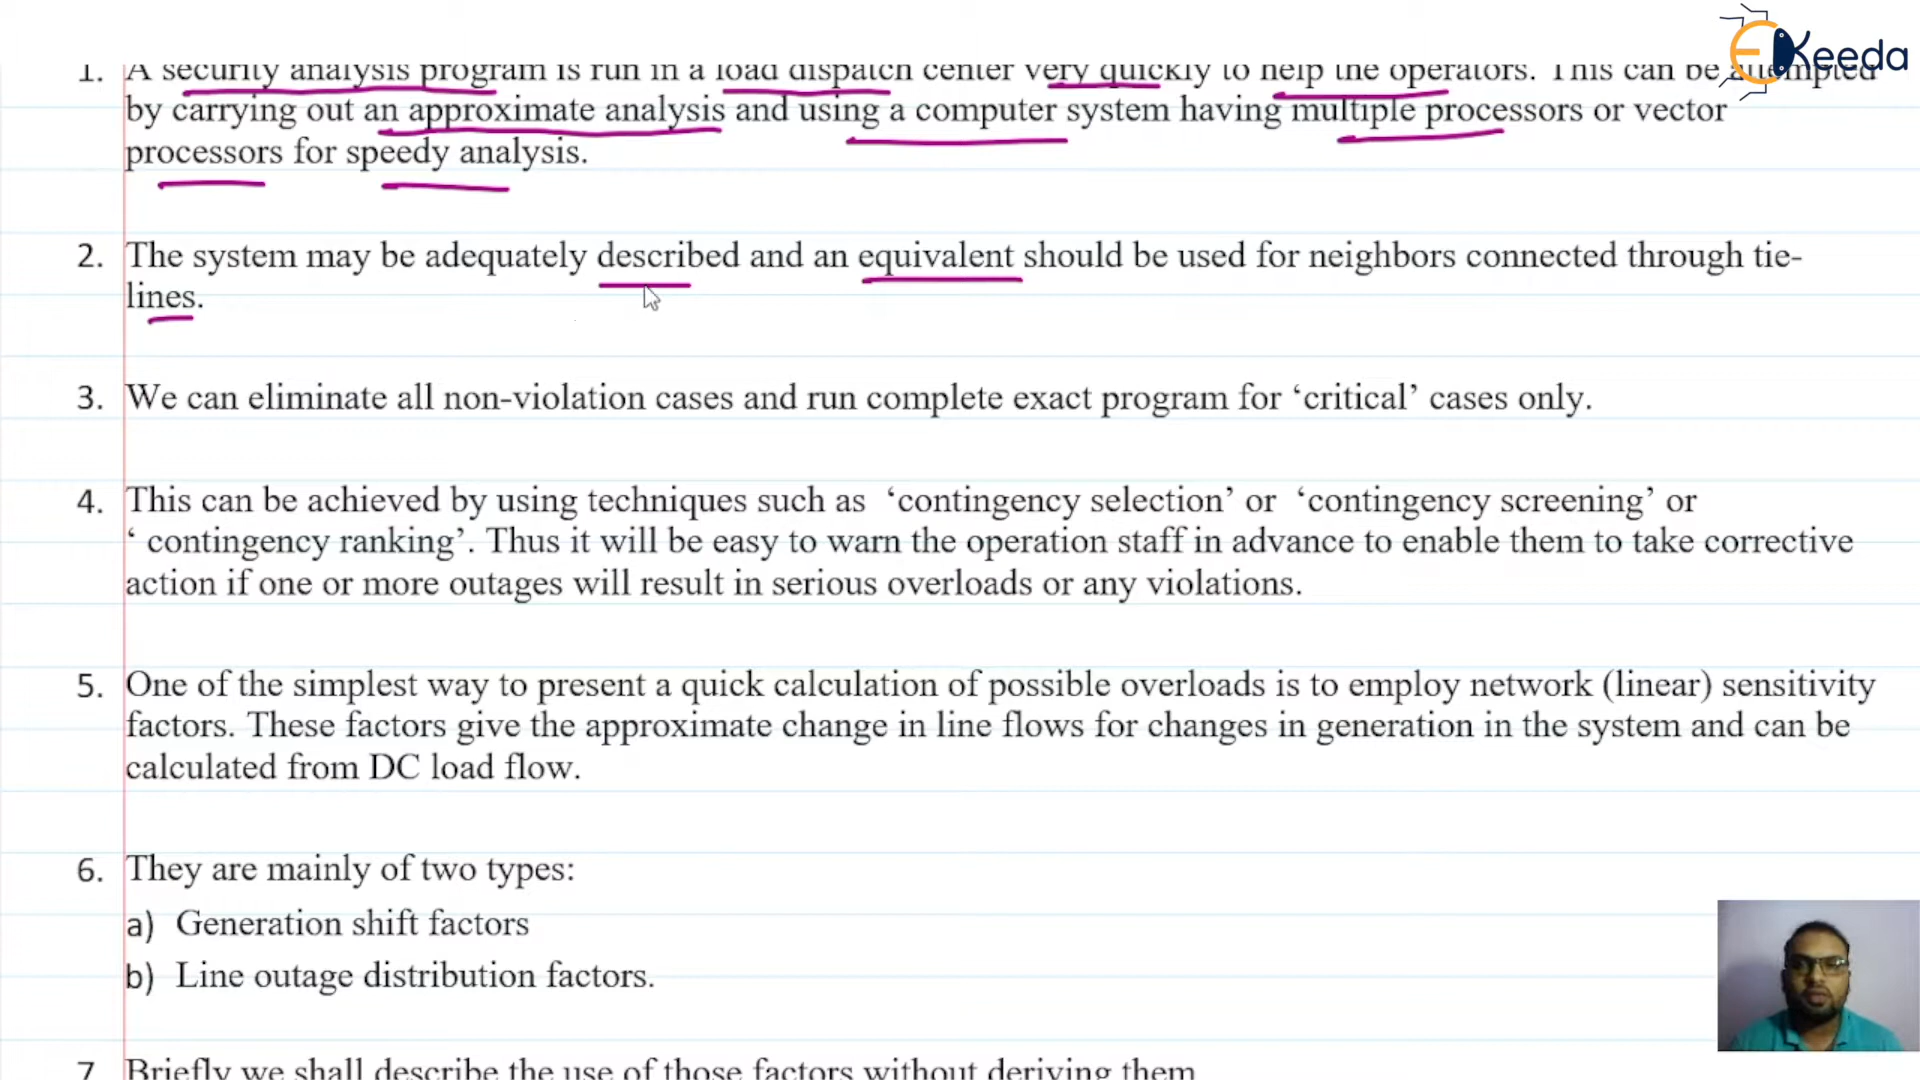 Keeda
1. A security analysis program is run in a load dispatch center very quickly to help the operators. This can be attempted
by carrying out an approximate analysis and using a computer system having multiple processors or vector
processors for speedy analysis.
2. The system may be adequately described and an equivalent should be used for neighbors connected through tie-
lines.
3. We can eliminate all non-violation cases and run complete exact program for ‘critical’ cases only.
4. This can be achieved by using techniques such as ‘contingency selection’ or ‘contingency screening’ or
‘ contingency ranking’. Thus it will be easy to warn the operation staff in advance to enable them to take corrective
action if one or more outages will result in serious overloads or any violations.
5. One of the simplest way to present a quick calculation of possible overloads is to employ network (linear) sensitivity
factors. These factors give the approximate change in line flows for changes in generation in the system and can be
calculated from DC load flow.
6. They are mainly of two types:
a) Generation shift factors
b) Line outage distribution factors.
7 Briefly we shall describe the use of those factors without deriving them